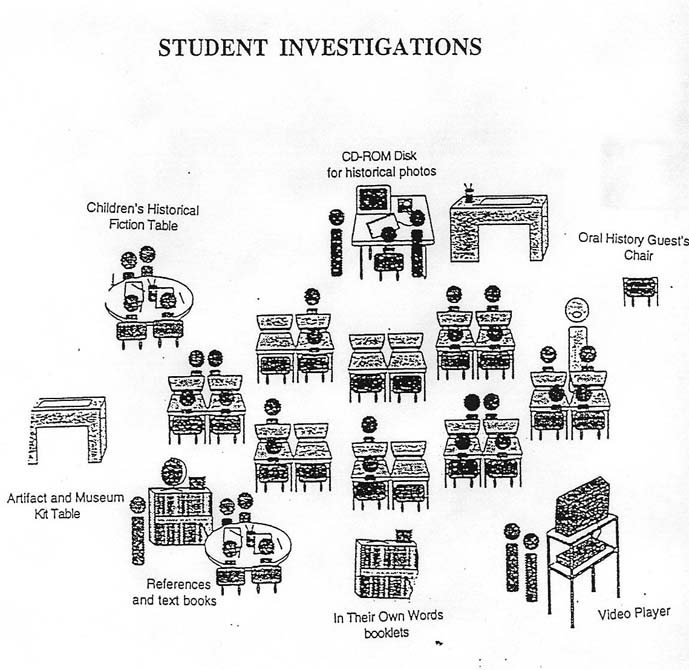 STUDENT INVESTIGATIONS
CD-ROM Disk
for historical photos
Children's Historical
Fiction Table
Oral History Guest's
Chair
Artifact and Museum
Kit Table
References
and text books
In Their Own Words
booklets
Video Player